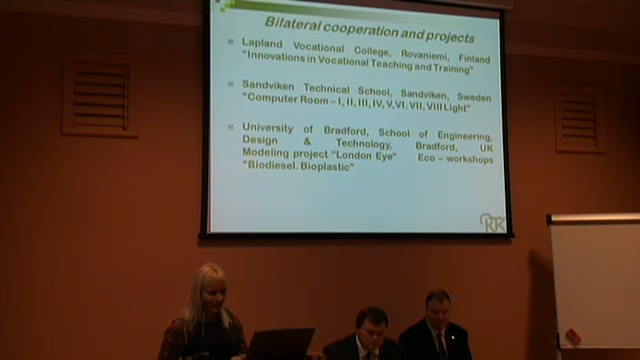 Bilateral cooperation and projects
Lapland Vocational College, Rovaniemi, Finland
"Innovations in Vocational Teaching and Training"
Sandviken Technical School, Sandviken, Sweden
"Computer Room – I, II, III, IV, V, VI. VII, VIII Light"
University of Bradford, School of Engineering,
Design & Technology, Bradford, UK
Modeling project "London Eye" Eco – workshops
"Biodiesel. Bioplastic"
RTK